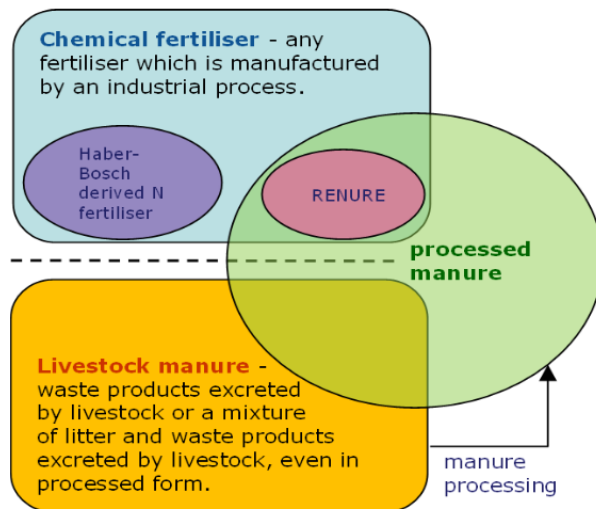 Chemical fertiliser - any
fertiliser which is manufactured
by an industrial process.
Haber-
Bosch
derived N
fertiliser
RENURE
processed
manure
Livestock manure -
waste products excreted
by livestock or a mixture
of litter and waste products
excreted by livestock, even in
processed form.
manure
processing